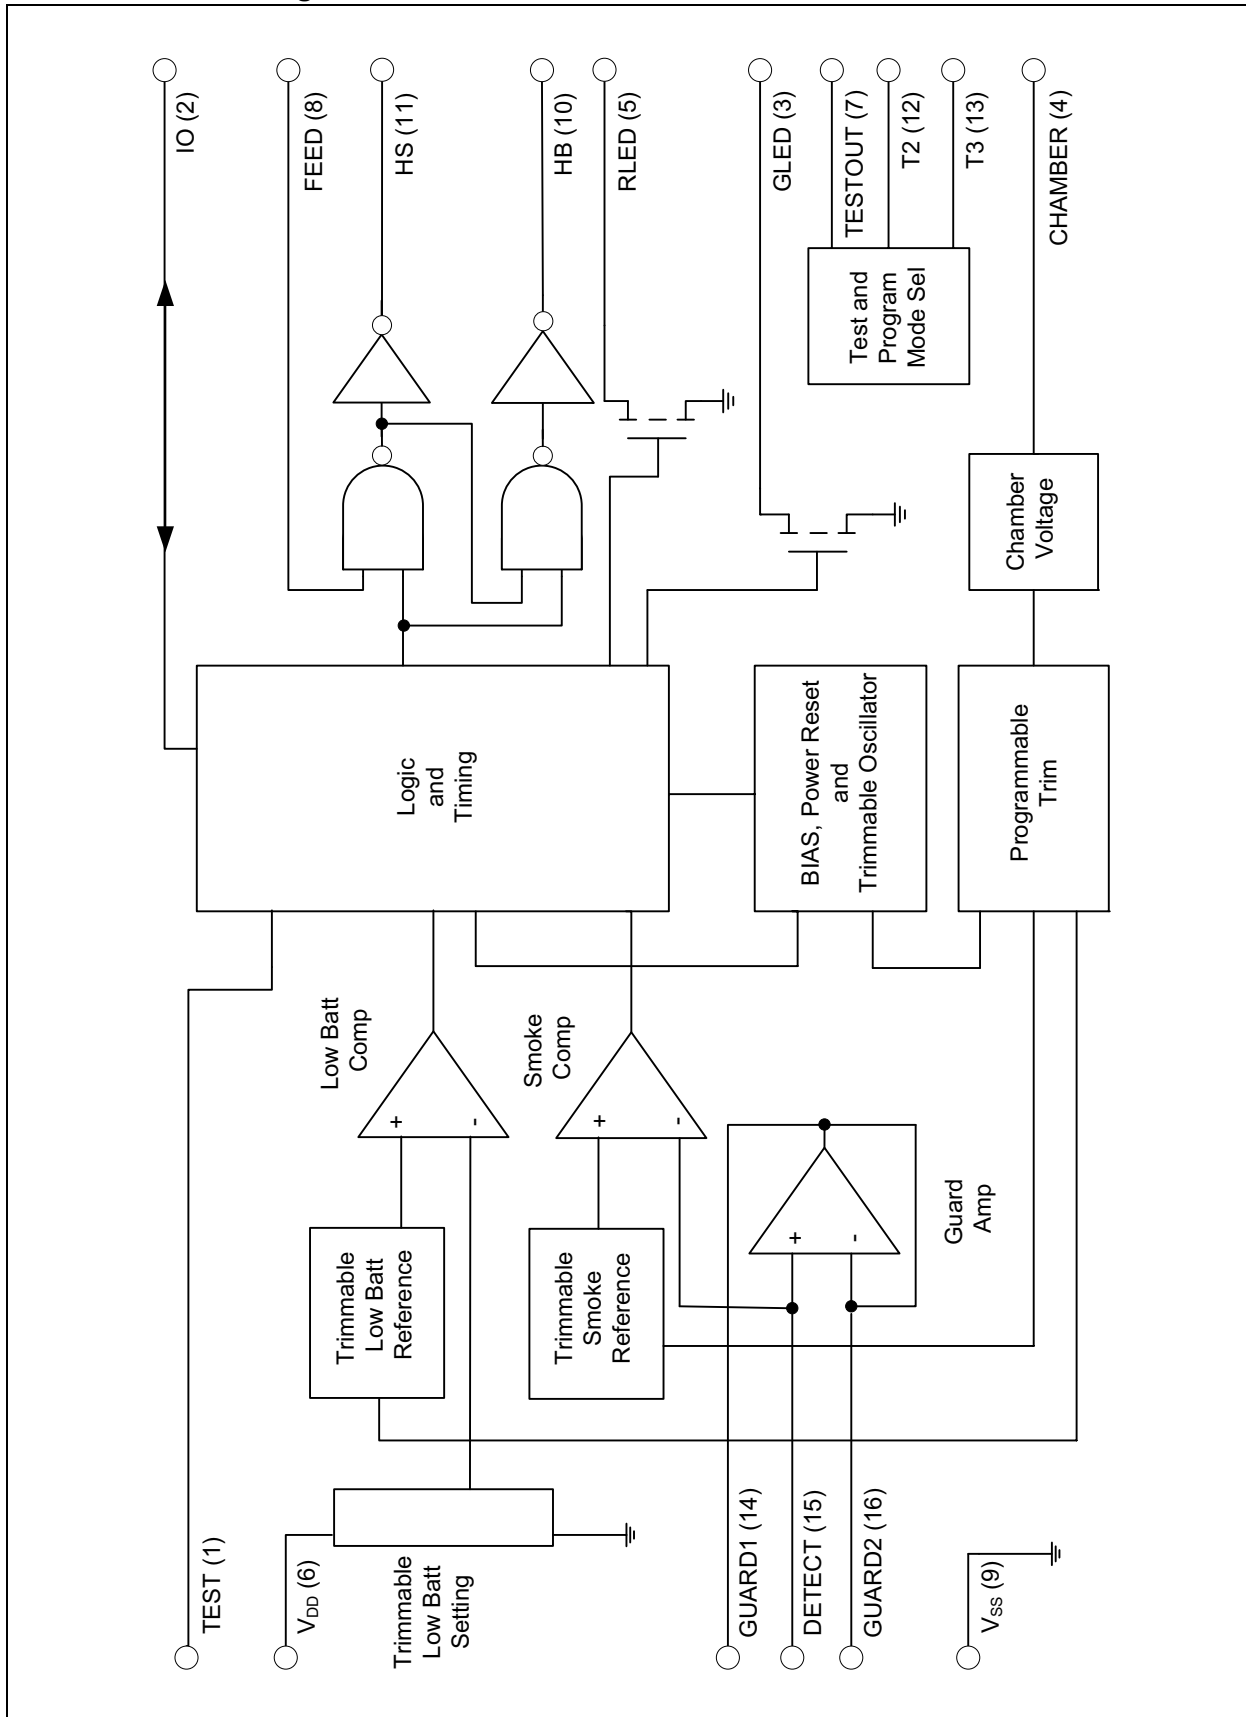 IO (2)
FEED (8)
HS (11)
HB (10)
RLED (5)
GLED (3)
TESTOUT (7)
T2 (12)
T3 (13)
CHAMBER (4)
Test and
Program
Mode Sel
Chamber
Voltage
Logic
and
Timing
BIAS, Power Reset
and
Trimmable Oscillator
Programmable
Trim
Low Batt
Comp
+
-
Smoke
Comp
+
-
Guard
Amp
+
-
Trimmable
Low Batt
Reference
Trimmable
Smoke
Reference
TEST (1)
VDD (6)
Trimmable
Low Batt
Setting
GUARD1 (14)
DETECT (15)
GUARD2 (16)
VSS (9)